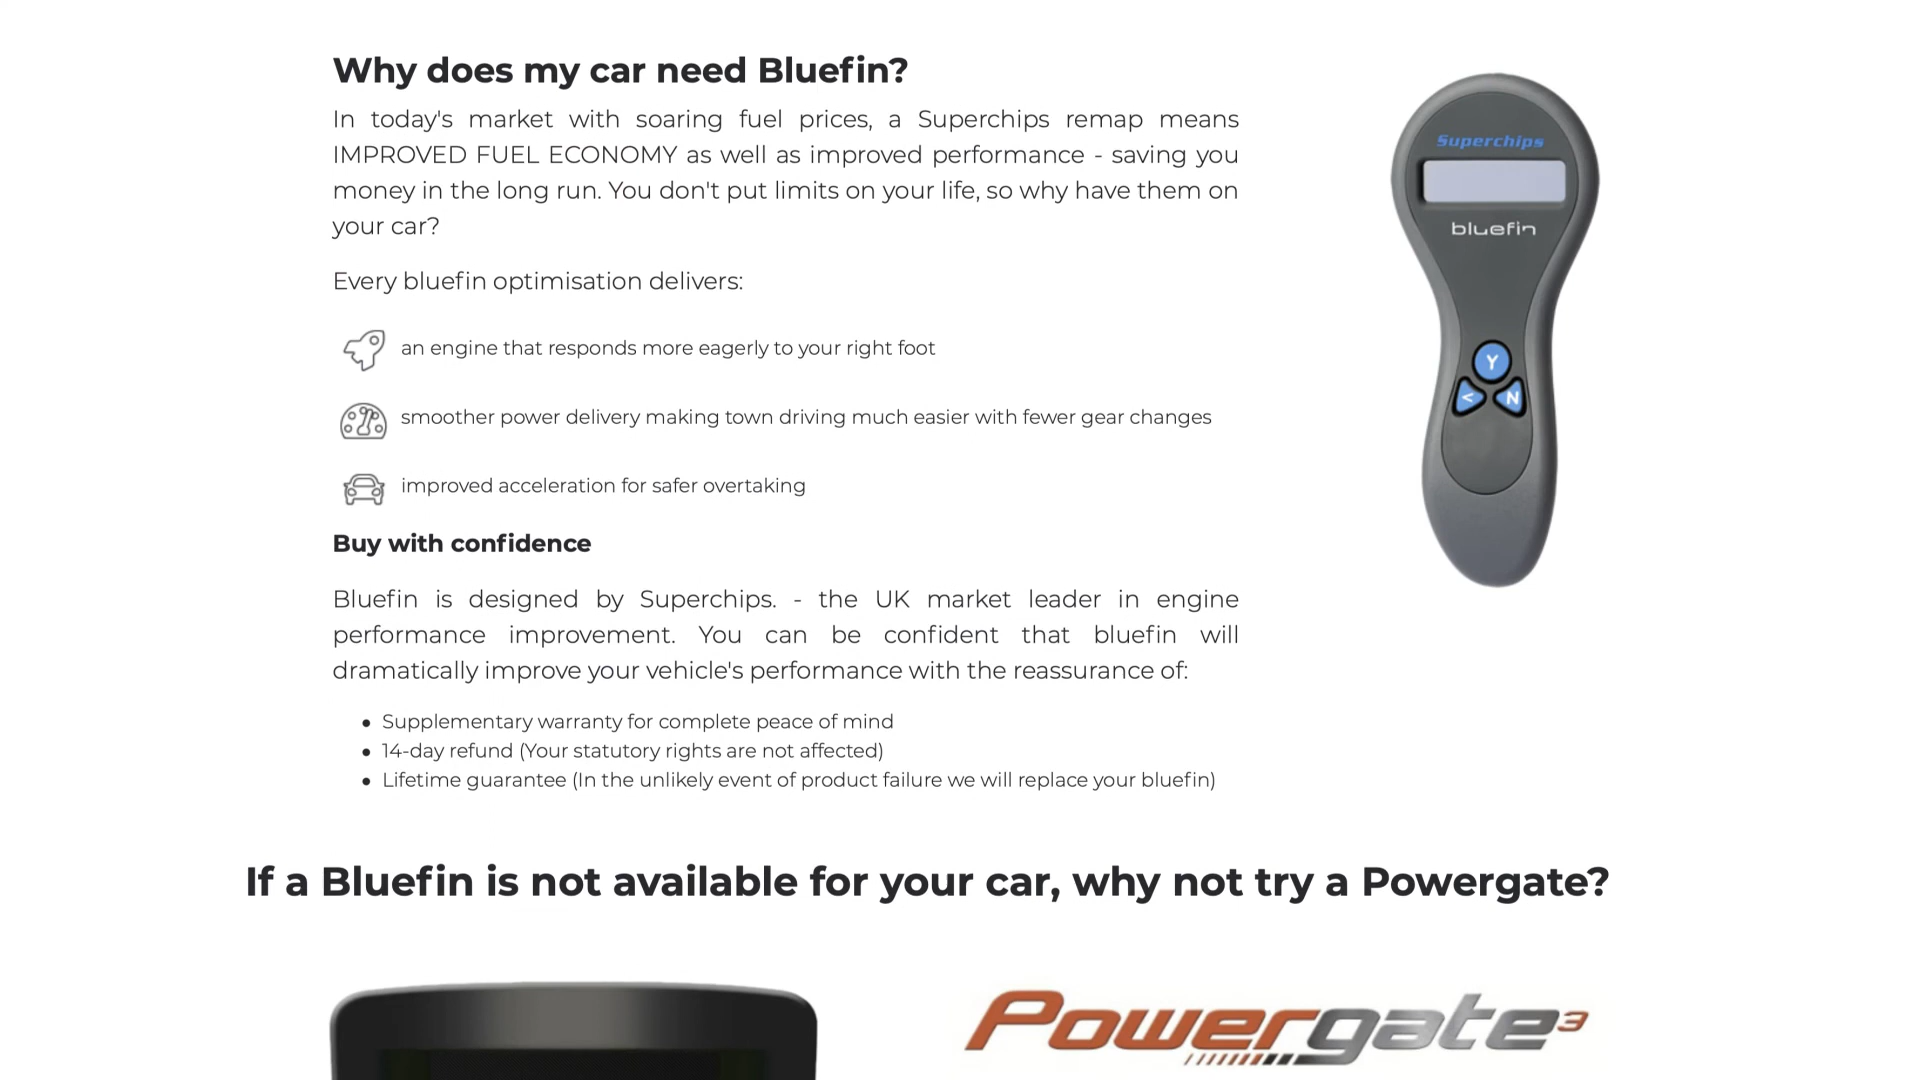 Why does my car need Bluefin?
In today's market with soaring fuel prices, a Superchips remap means
IMPROVED FUEL ECONOMY as well as improved performance - saving you
money in the long run. You don't put limits on your life, so why have them on
your car?
Every bluefin optimisation delivers:
an engine that responds more eagerly to your right foot
smoother power delivery making town driving much easier with fewer gear changes
improved acceleration for safer overtaking
Buy with confidence
Bluefin is designed by Superchips. - the UK market leader in engine
performance improvement. You can be confident that bluefin will
dramatically improve your vehicle's performance with the reassurance of:
• Supplementary warranty for complete peace of mind
• 14-day refund (Your statutory rights are not affected)
• Lifetime guarantee (In the unlikely event of product failure we will replace your bluefin)
Superchips
bluefin
Y
< N
If a Bluefin is not available for your car, why not try a Powergate?
Powergate3